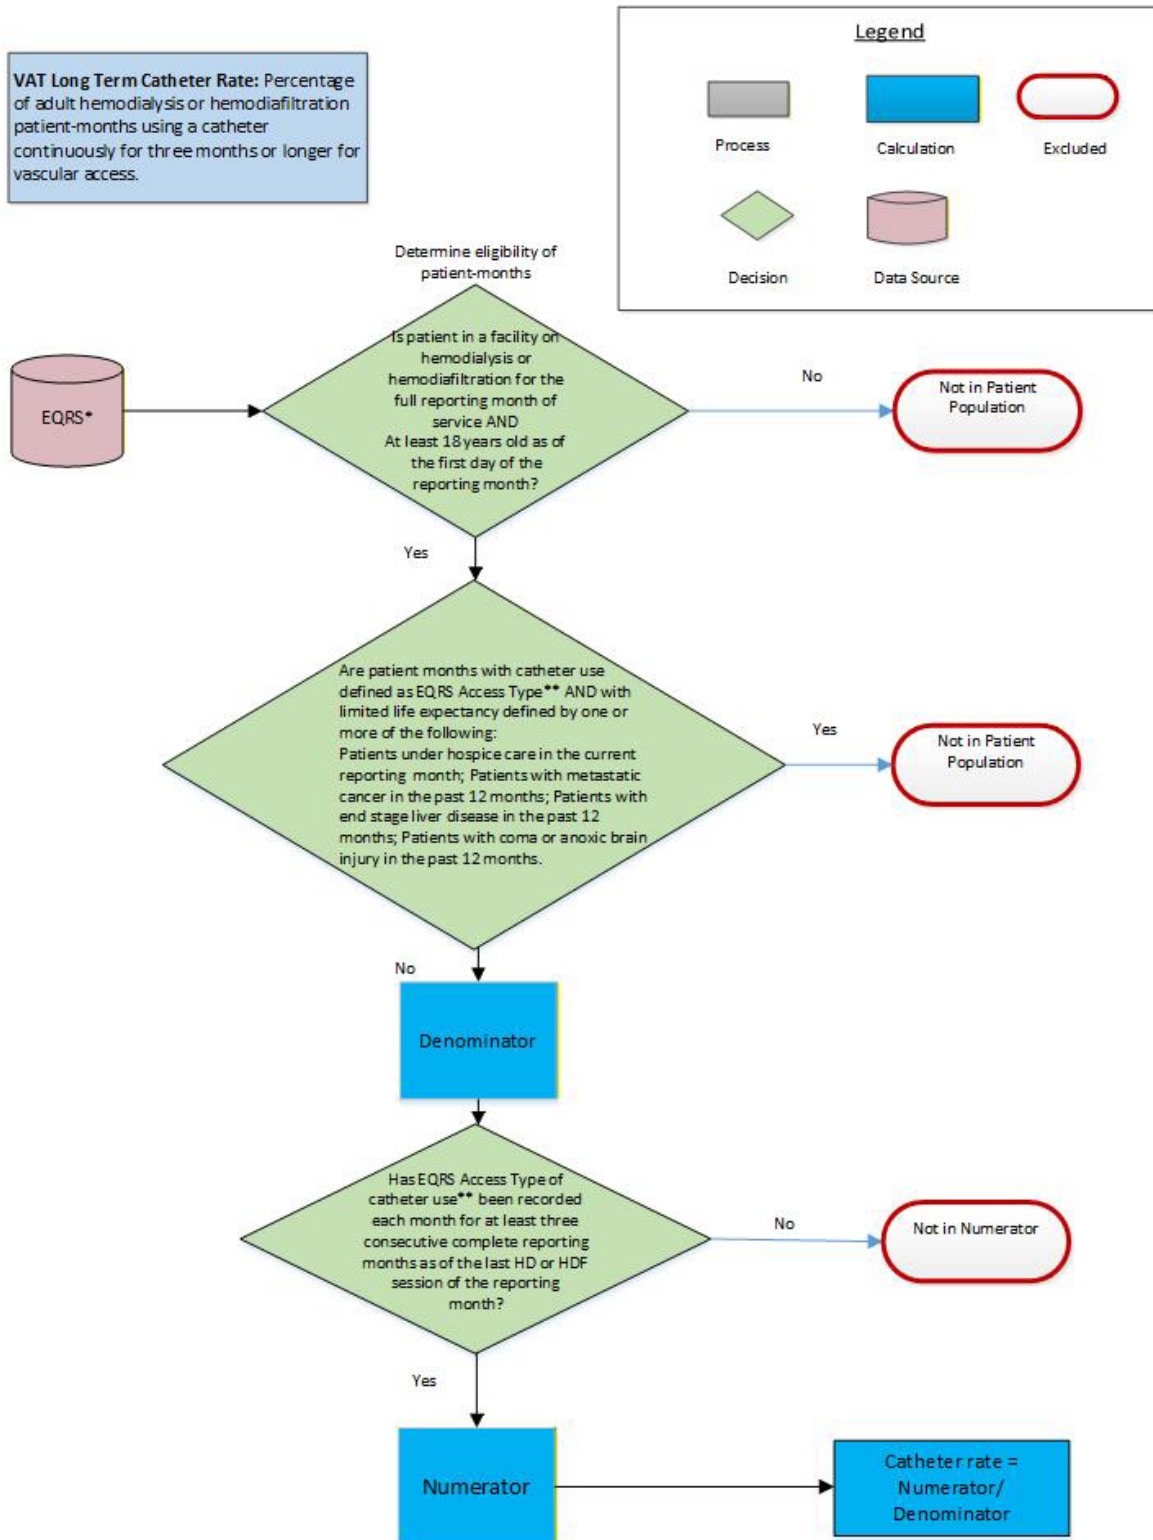 Legend
VAT Long Term Catheter Rate: Percentage
of adult hemodialysis or hemodiafiltration
patient-months using a catheter
continuously for three months or longer for
vascular access.
Process
Calculation
Excluded
Decision
Data Source
Determine eligibility of
patient-months
EQRS*
Is patient in a facility on
hemodialysis or
hemodiafiltration for the
full reporting month of
service AND
At least 18 years old as of
the first day of the
reporting month?
No
Not in Patient
Population
Yes
Are patient months with catheter use
defined as EQRS Access Type** AND with
limited life expectancy defined by one or
more of the following:
Patients under hospice care in the current
reporting month; Patients with metastatic
cancer in the past 12 months; Patients with
end stage liver disease in the past 12
months; Patients with coma or anoxic brain
injury in the past 12 months.
Yes
Not in Patient
Population
No
Denominator
Has EQRS Access Type of
catheter use** been recorded
each month for at least three
consecutive complete reporting
months as of the last HD or HDF
session of the reporting
month?
No
Not in Numerator
Yes
Numerator
Catheter rate =
Numerator/
Denominator